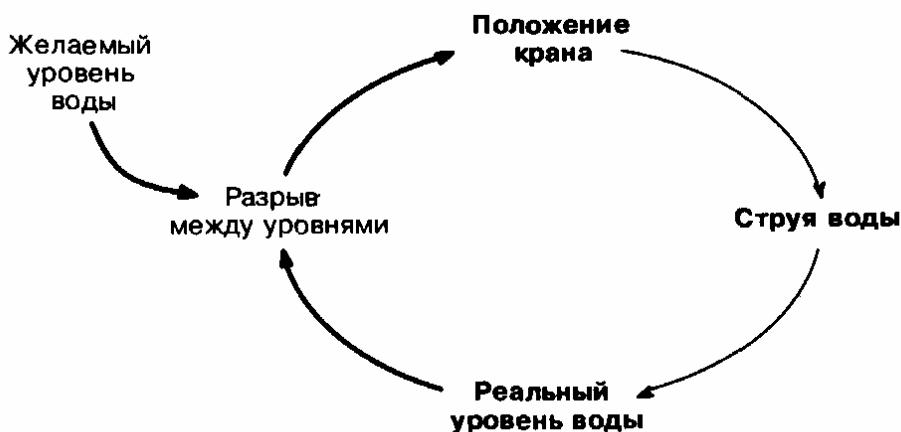 Желаемый
уровень
воды
Положение
крана
Разрыв
между уровнями
Струя воды
Реальный
уровень воды